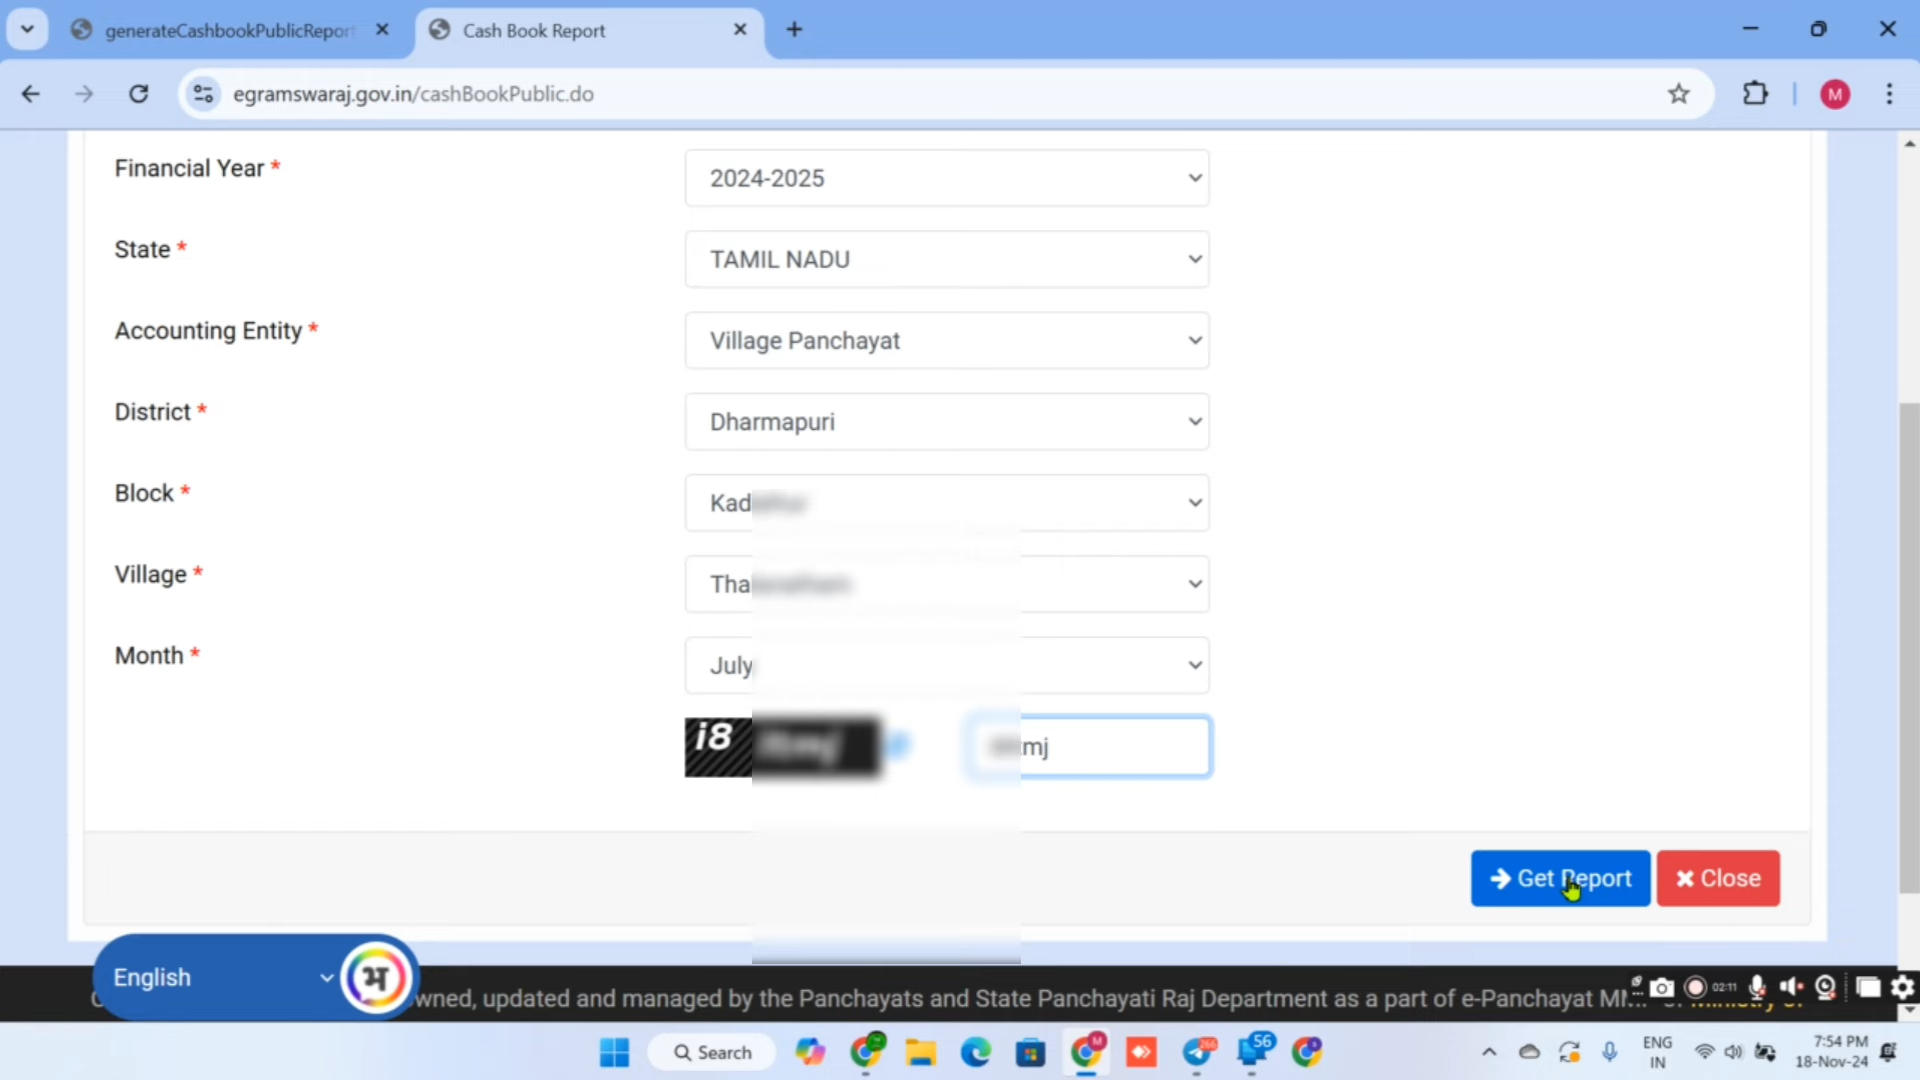 generateCashbookPublicReport
Cash Book Report
egramswaraj.gov.in/cashBookPublic.do
M
Financial Year *
2024-2025
State *
TAMIL NADU
Accounting Entity *
Village Panchayat
District *
Dharmapuri
Block *
Kad
Village *
Tha
Month *
July
i8
mj
Get Report
Close
English
अ
wned, updated and managed by the Panchayats and State Panchayati Raj Department as a part of e-Panchayat
02:11
Search
M
266
56
ENG
IN
7:54 PM
18-Nov-24